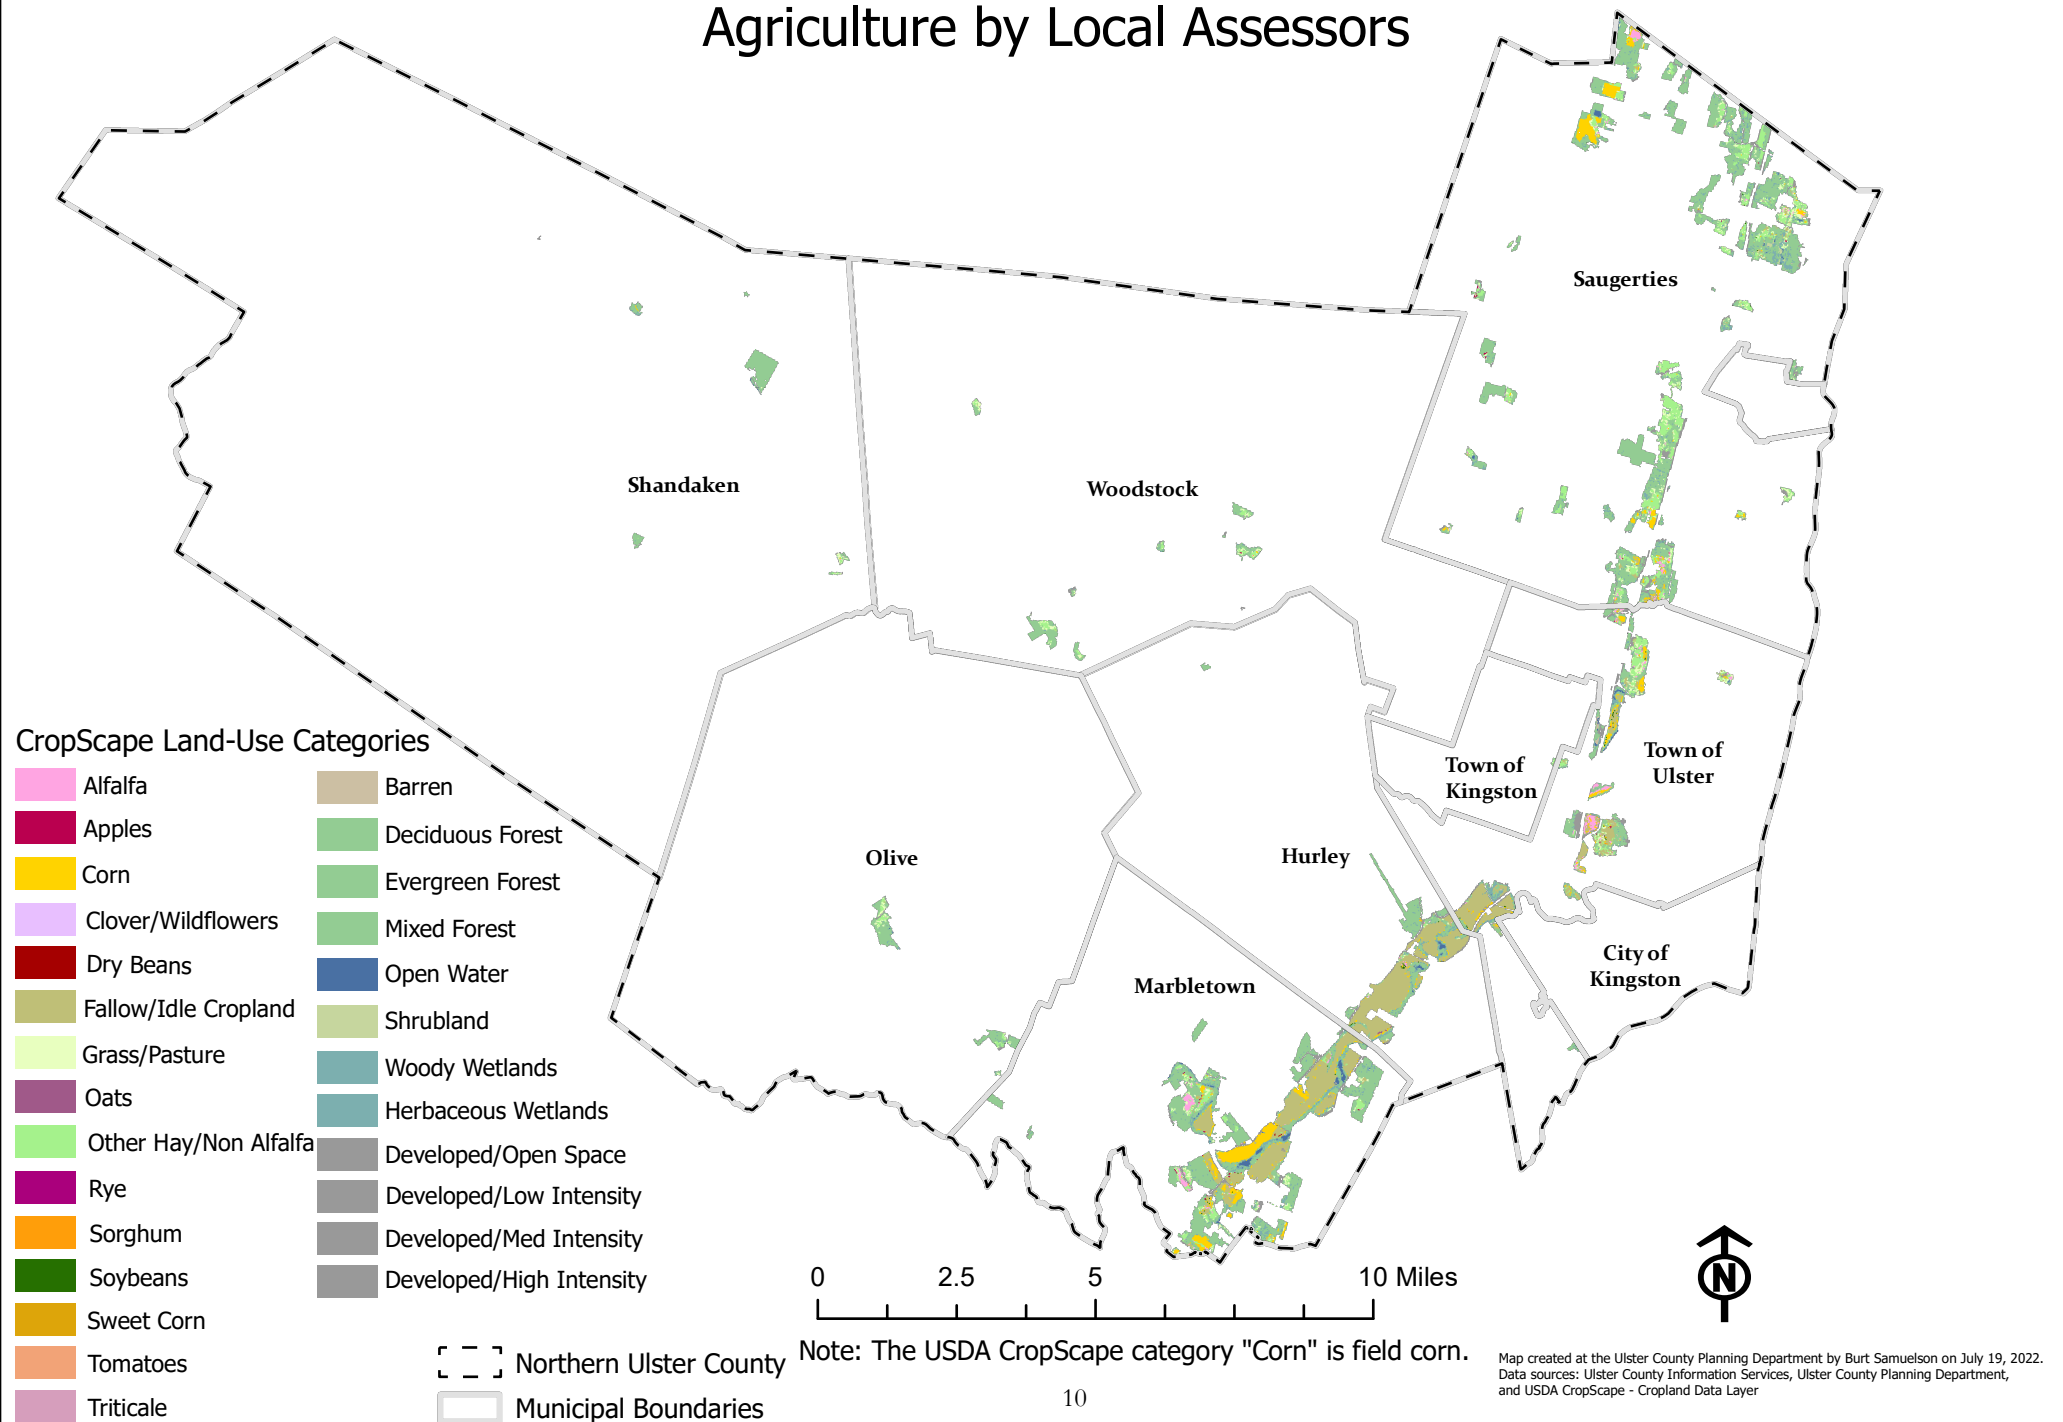 Agriculture by Local Assessors
Saugerties
Shandaken
Woodstock
Town of
Kingston
Town of
Ulster
Olive
Hurley
City of
Kingston
Marbletown
CropScape Land-Use Categories
Alfalfa
Apples
Corn
Clover/Wildflowers
Dry Beans
Fallow/Idle Cropland
Grass/Pasture
Oats
Other Hay/Non Alfalfa
Rye
Sorghum
Soybeans
Sweet Corn
Tomatoes
Triticale
Barren
Deciduous Forest
Evergreen Forest
Mixed Forest
Open Water
Shrubland
Woody Wetlands
Herbaceous Wetlands
Developed/Open Space
Developed/Low Intensity
Developed/Med Intensity
Developed/High Intensity
Northern Ulster County
Municipal Boundaries
0 2.5 5 10 Miles
Note: The USDA CropScape category "Corn" is field corn.
10
N
Map created at the Ulster County Planning Department by Burt Samuelson on July 19, 2022.
Data sources: Ulster County Information Services, Ulster County Planning Department,
and USDA CropScape - Cropland Data Layer